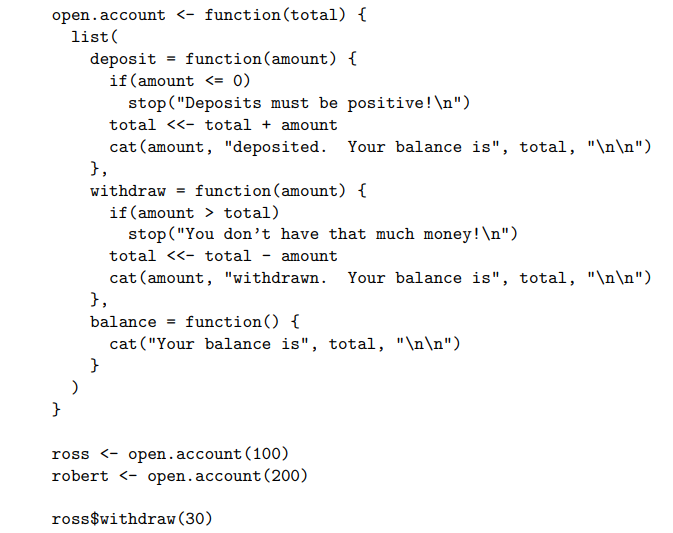 open.account <- function(total) {
  list(
    deposit = function(amount) {
      if(amount <= 0)
        stop("Deposits must be positive!\n")
      total <<- total + amount
      cat(amount, "deposited.  Your balance is", total, "\n\n")
    },
    withdraw = function(amount) {
      if(amount > total)
        stop("You don’t have that much money!\n")
      total <<- total - amount
      cat(amount, "withdrawn.  Your balance is", total, "\n\n")
    },
    balance = function() {
      cat("Your balance is", total, "\n\n")
    }
  )
}

ross <- open.account(100)
robert <- open.account(200)

ross$withdraw(30)